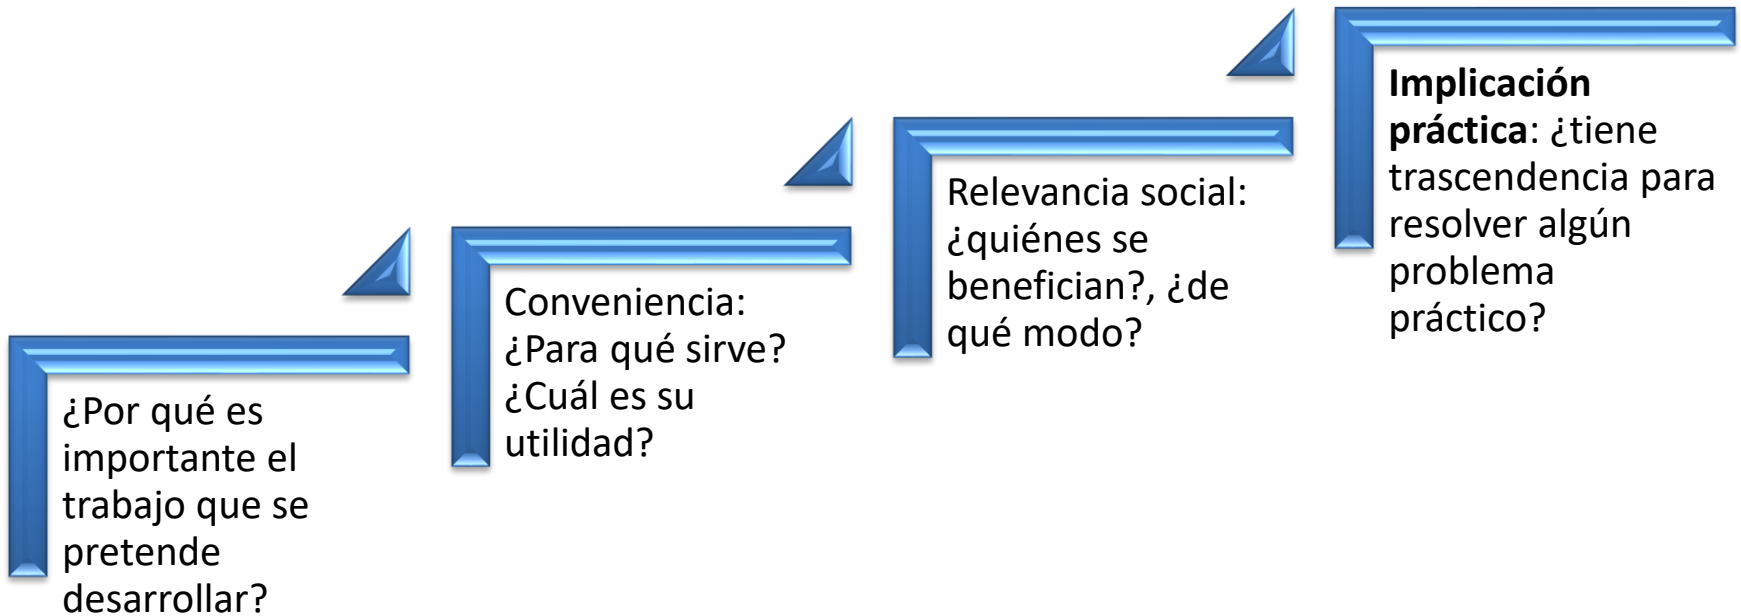 ¿Por qué es
importante el
trabajo que se
pretende
desarrollar?
Conveniencia:
¿Para qué sirve?
¿Cuál es su
utilidad?
Relevancia social:
¿quiénes se
benefician?, ¿de
qué modo?
Implicación
práctica: ¿tiene
trascendencia para
resolver algún
problema
práctico?